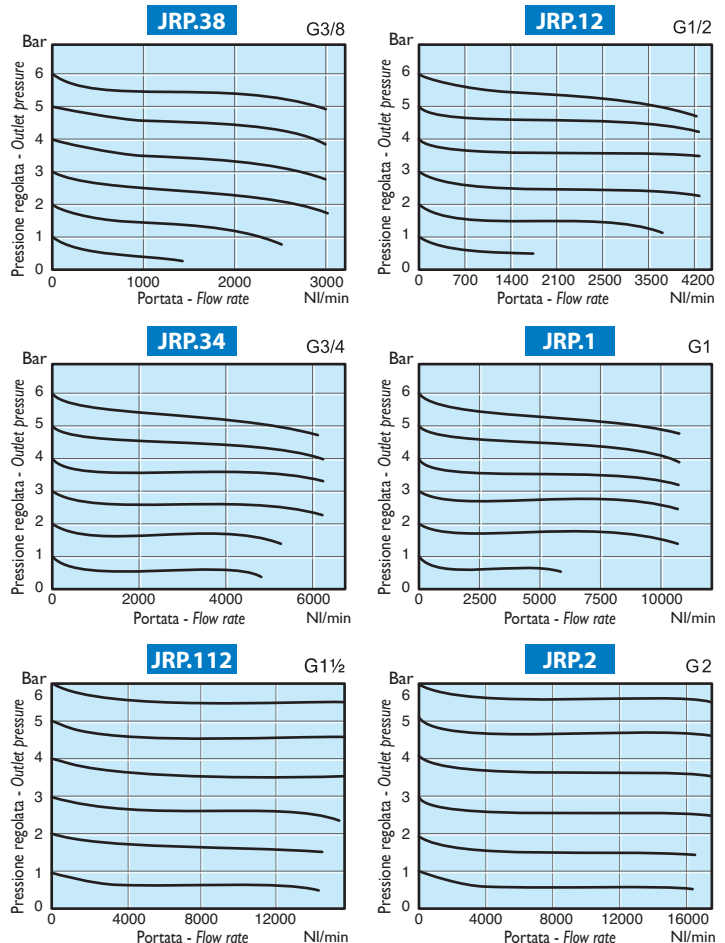 JRP.38
G3/8
Bar
Pressione regolata - Outlet pressure
6
5
4
3
2
1
0
0
1000
2000
3000
Portata - Flow rate
Nl/min
JRP.12
G1/2
Bar
Pressione regolata - Outlet pressure
6
5
4
3
2
1
0
0 700 1400 2100 2500 3500 4200
Portata - Flow rate
Nl/min
JRP.34
G3/4
Bar
Pressione regolata - Outlet pressure
6
5
4
3
2
1
0
0 2000 4000 6000
Portata - Flow rate
Nl/min
JRP.1
G1
Bar
Pressione regolata - Outlet pressure
6
5
4
3
2
1
0
0 2500 5000 7500 10000
Portata - Flow rate
Nl/min
JRP.112
G1½
Bar
Pressione regolata - Outlet pressure
6
5
4
3
2
1
0
0 4000 8000 12000
Portata - Flow rate
Nl/min
JRP.2
G2
Bar
Pressione regolata - Outlet pressure
6
5
4
3
2
1
0
0 4000 8000 12000 16000
Portata - Flow rate
Nl/min